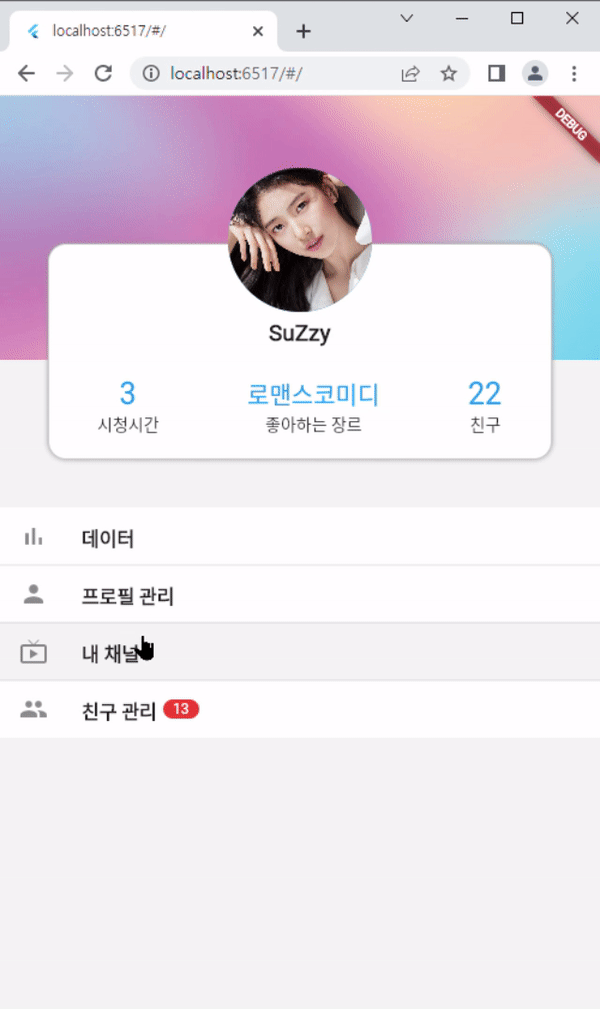 localhost:6517/#/
localhost:6517/#/
DEBUG
SuZzy
3 로맨스코미디 22
시청시간 좋아하는 장르 친구
데이터
프로필 관리
내 채널
친구 관리 13